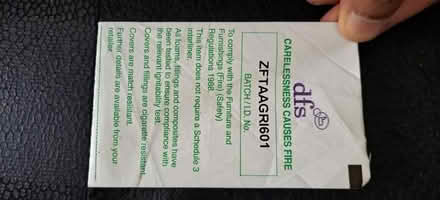 dfs
CARELESSNESS CAUSES FIRE
BATCH / I.D. No.
ZFTAAGRI601
To comply with the Furniture and
Furnishings (Fire) (Safety)
Regulations 1988.
This item does not require a Schedule 3
interliner.
All foams, fillings and composites have
been tested to ensure compliance with
the relevant ignitability test.
Covers and fillings are cigarette resistant.
Covers are match resistant.
Further details are available from your
retailer.